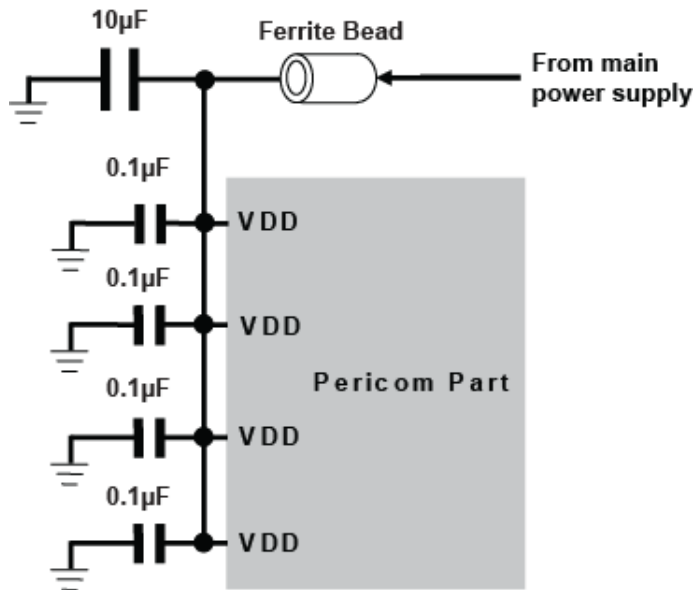 10µF
Ferrite Bead
From main
power supply
0.1µF
VDD
0.1µF
VDD
Pericom Part
0.1µF
VDD
0.1µF
VDD